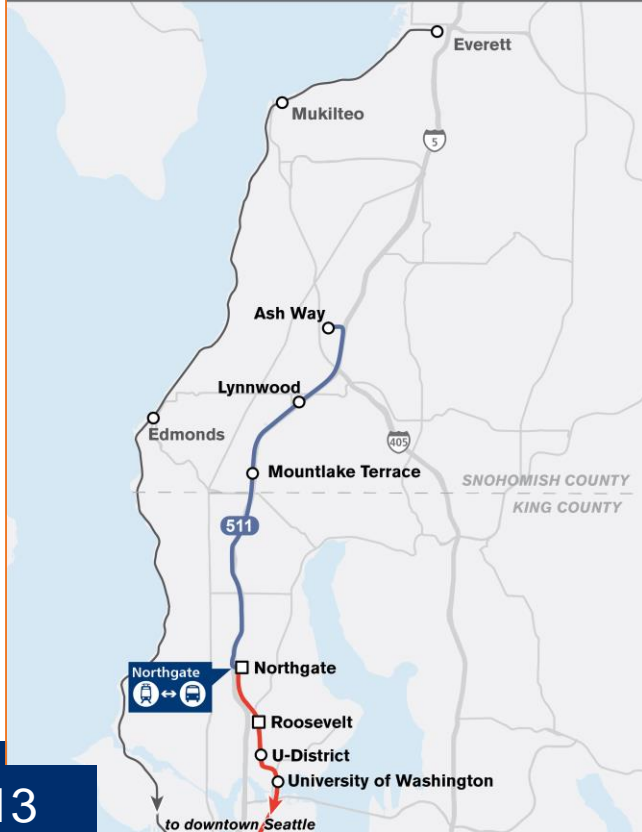 Everett
Mukilteo
5
Ash Way
Lynnwood
Edmonds
405
Mountlake Terrace
SNOHOMISH COUNTY
KING COUNTY
511
Northgate
Northgate
Roosevelt
U-District
University of Washington
13
to downtown Seattle